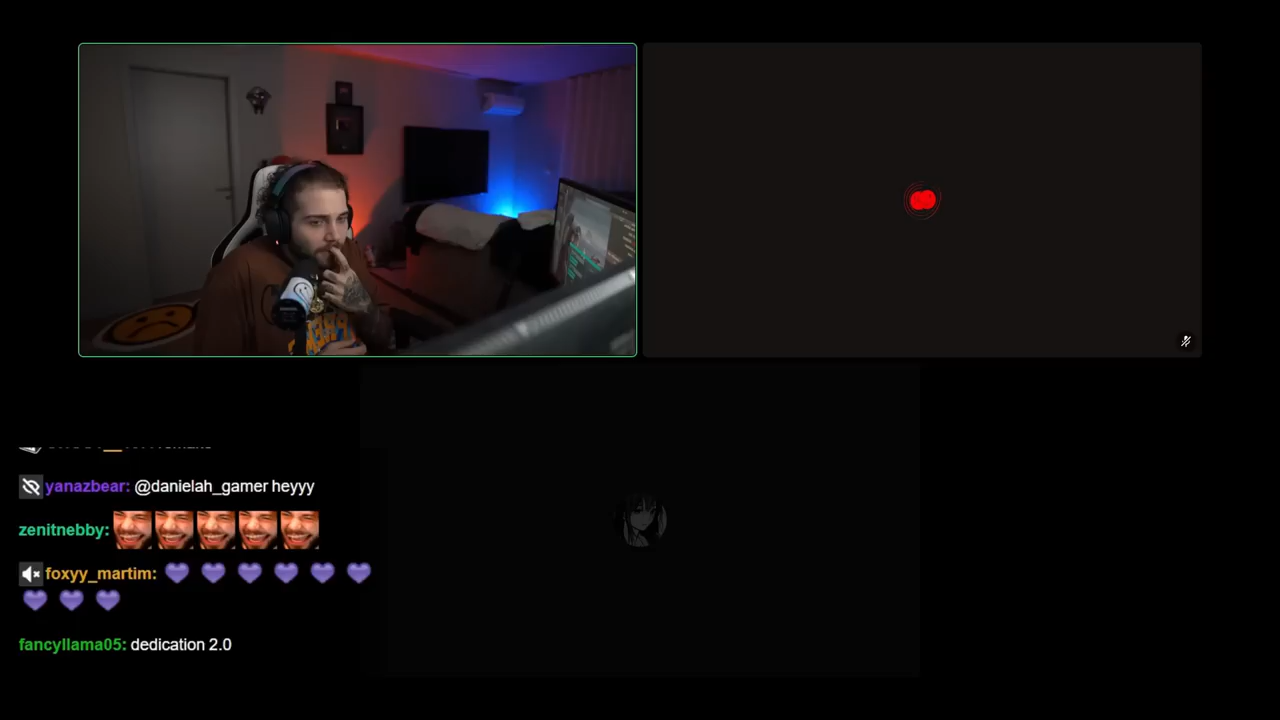 yanazbear: @danielah_gamer heyyy
zenitnebby:
foxyy_martim:
fancyllama05: dedication 2.0